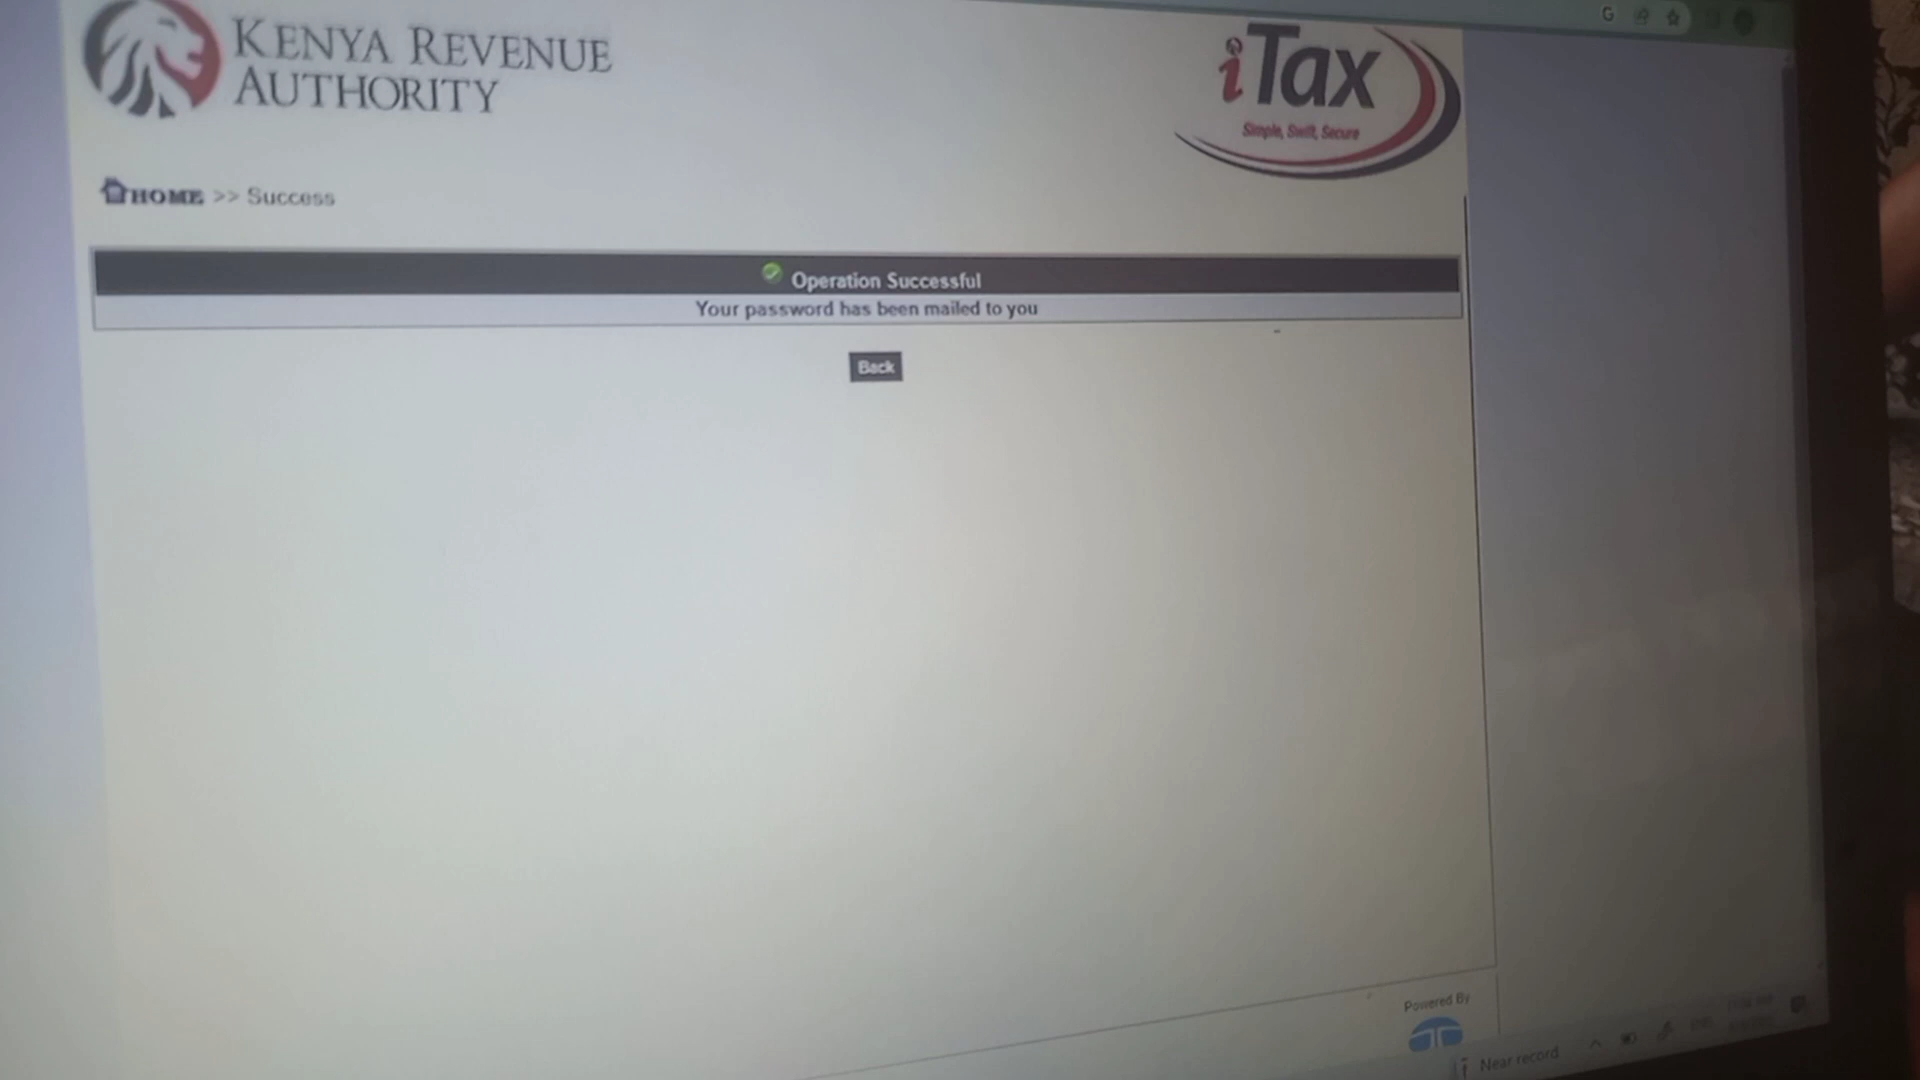 G
KENYA REVENUE
AUTHORITY
iTax
Simple, Swift, Secure
HOME >> Success
Operation Successful
Your password has been mailed to you
Back
Powered By
Near record